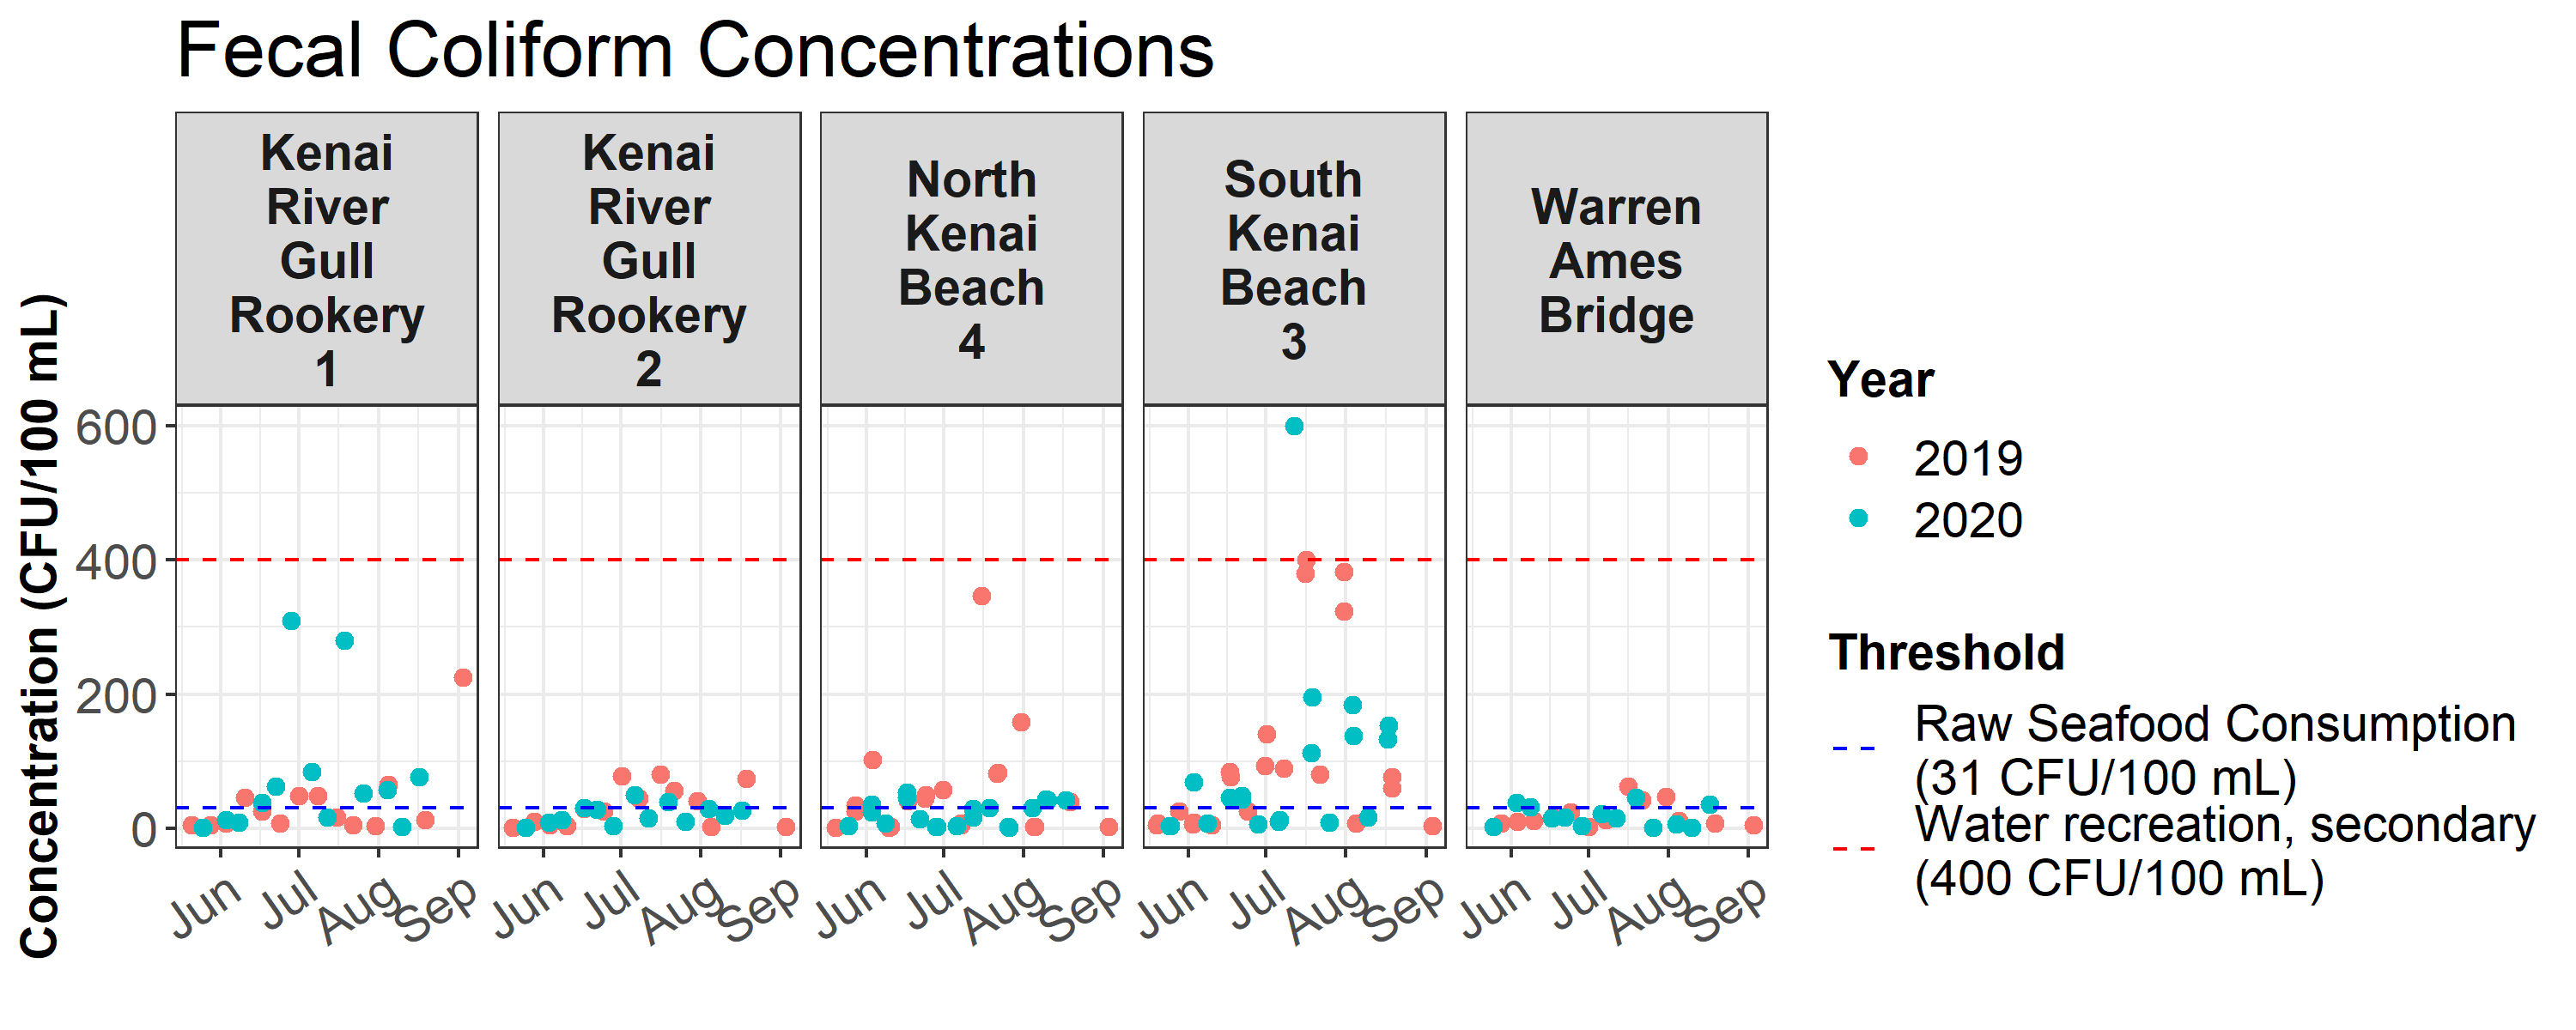 Fecal Coliform Concentrations
Kenai
River
Gull
Rookery
1
Kenai
River
Gull
Rookery
2
North
Kenai
Beach
4
South
Kenai
Beach
3
Warren
Ames
Bridge
Concentration (CFU/100 mL)
600
400
200
0
Jun Jul Aug Sep
Jun Jul Aug Sep
Jun Jul Aug Sep
Jun Jul Aug Sep
Jun Jul Aug Sep
Year
2019
2020
Threshold
Raw Seafood Consumption
(31 CFU/100 mL)
Water recreation, secondary
(400 CFU/100 mL)